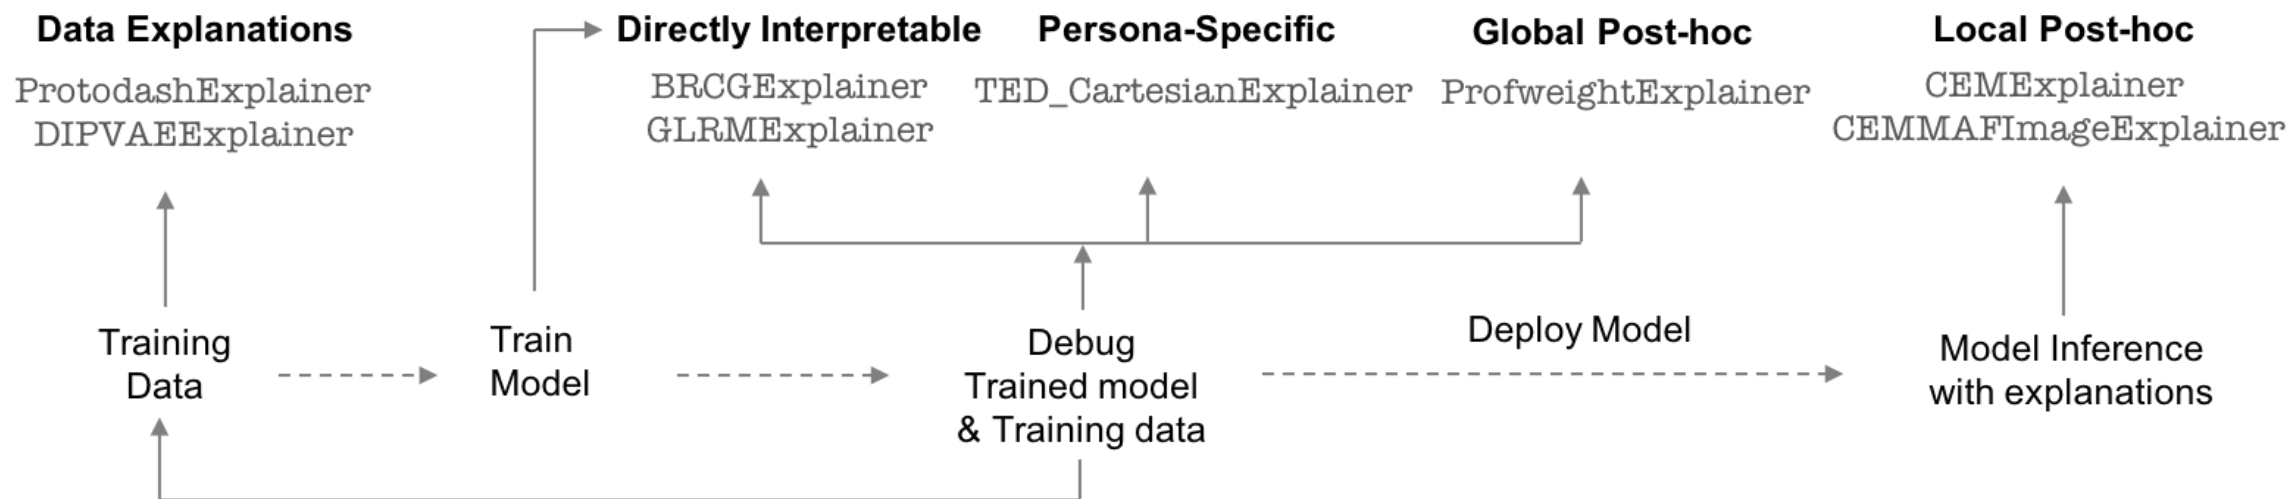 Data Explanations
ProtodashExplainer
DIPVAEExplainer
Directly Interpretable
BRCGExplainer
GLRMExplainer
Persona-Specific
TED_CartesianExplainer
Global Post-hoc
ProfweightExplainer
Local Post-hoc
CEMExplainer
CEMMAFImageExplainer
Training
Data
Train
Model
Debug
Trained model
& Training data
Deploy Model
Model Inference
with explanations